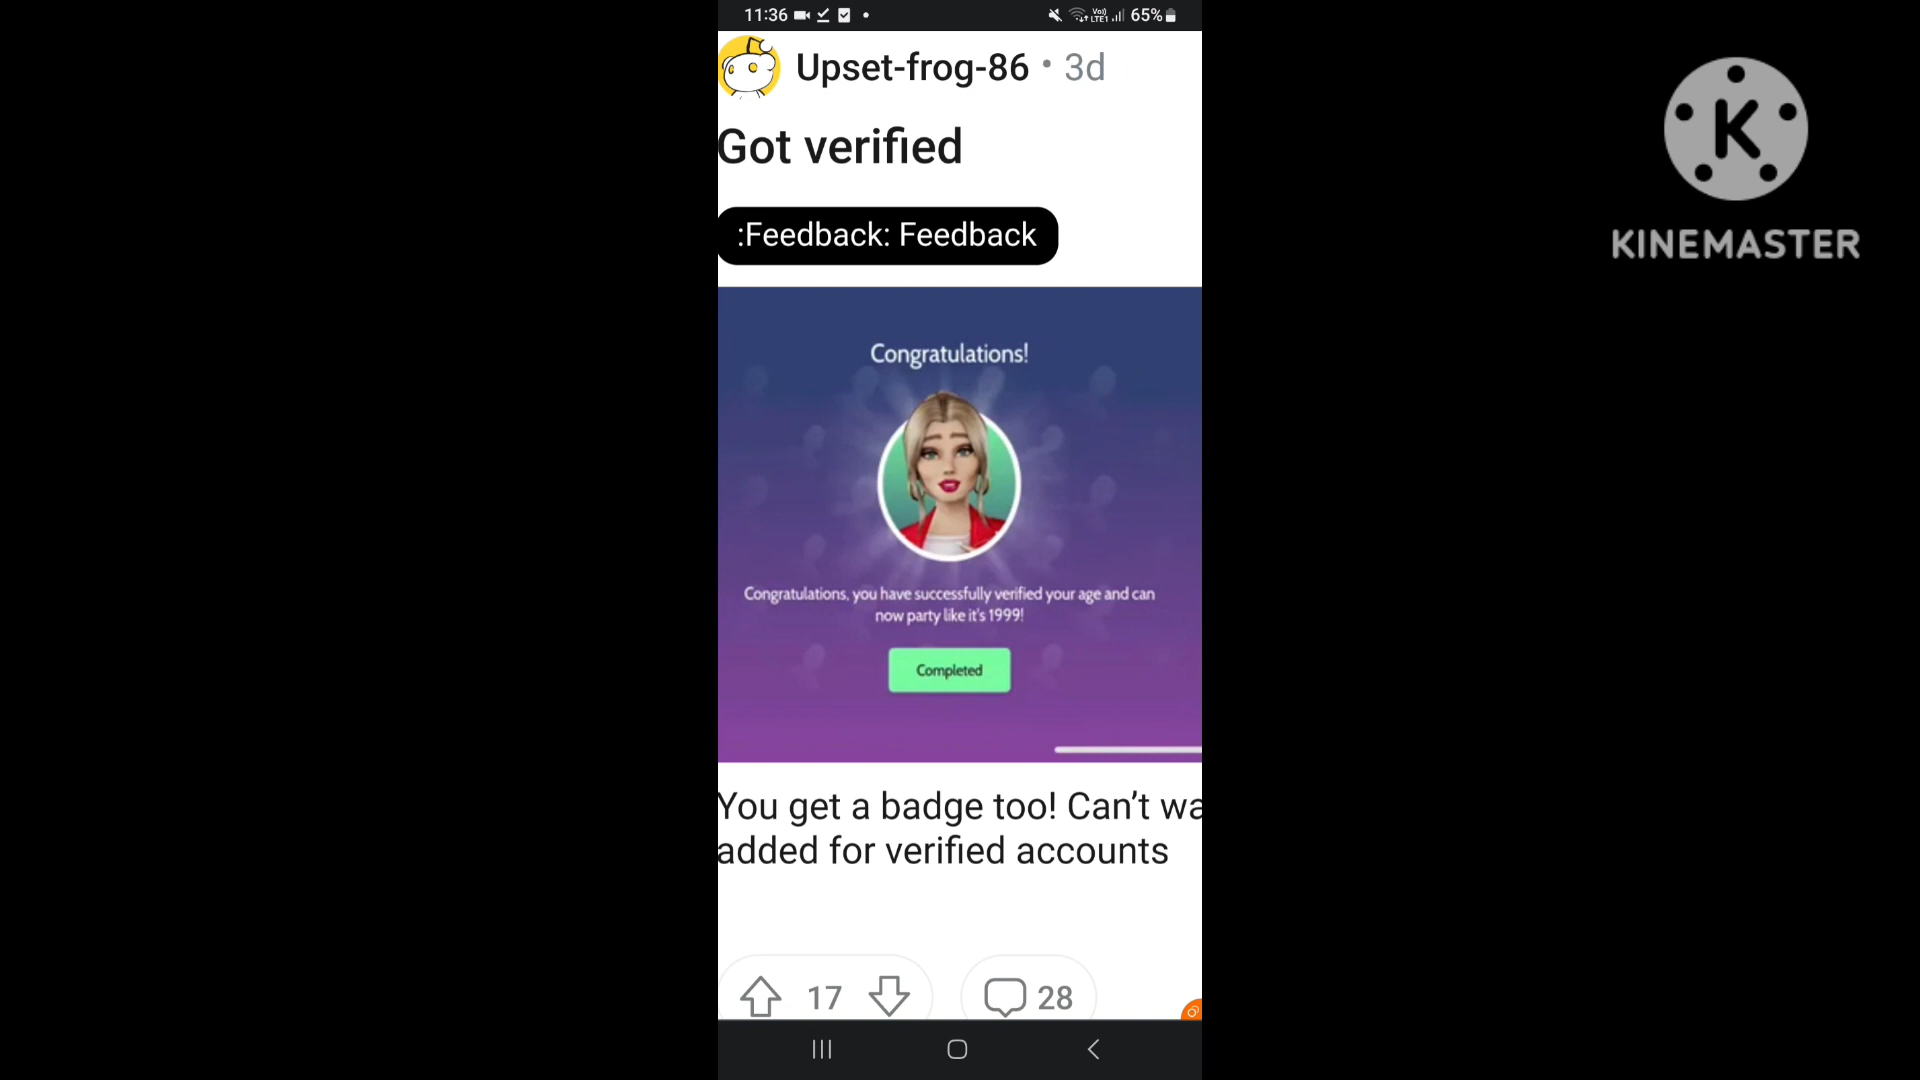 11:36
Vo)) LTE1 65%
Upset-frog-86 • 3d
Got verified
:Feedback: Feedback
Congratulations!
Congratulations, you have successfully verified your age and can
now party like it's 1999!
Completed
You get a badge too! Can’t wa
added for verified accounts
17
28
K
KINEMASTER